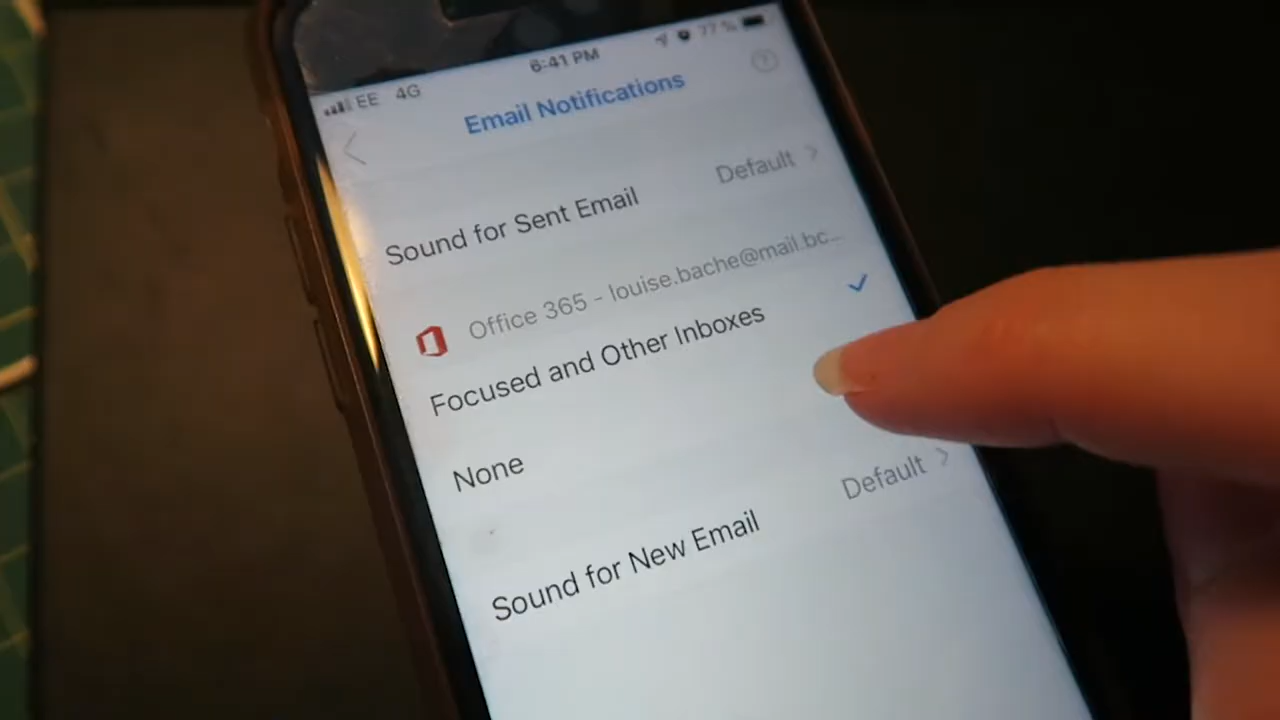 EE 4G 6:41 PM 77 %
Email Notifications
Sound for Sent Email Default
Office 365 - louise.bache@mail.bc...
Focused and Other Inboxes
None
Sound for New Email Default